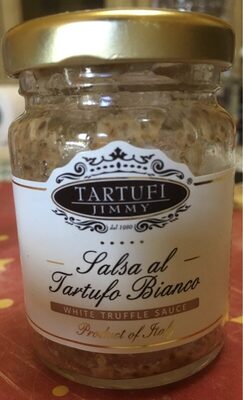 TARTUFI
JIMMY
dal 1980
Salsa al
Tartufo Bianco
WHITE TRUFFLE SAUCE
Product of Italy